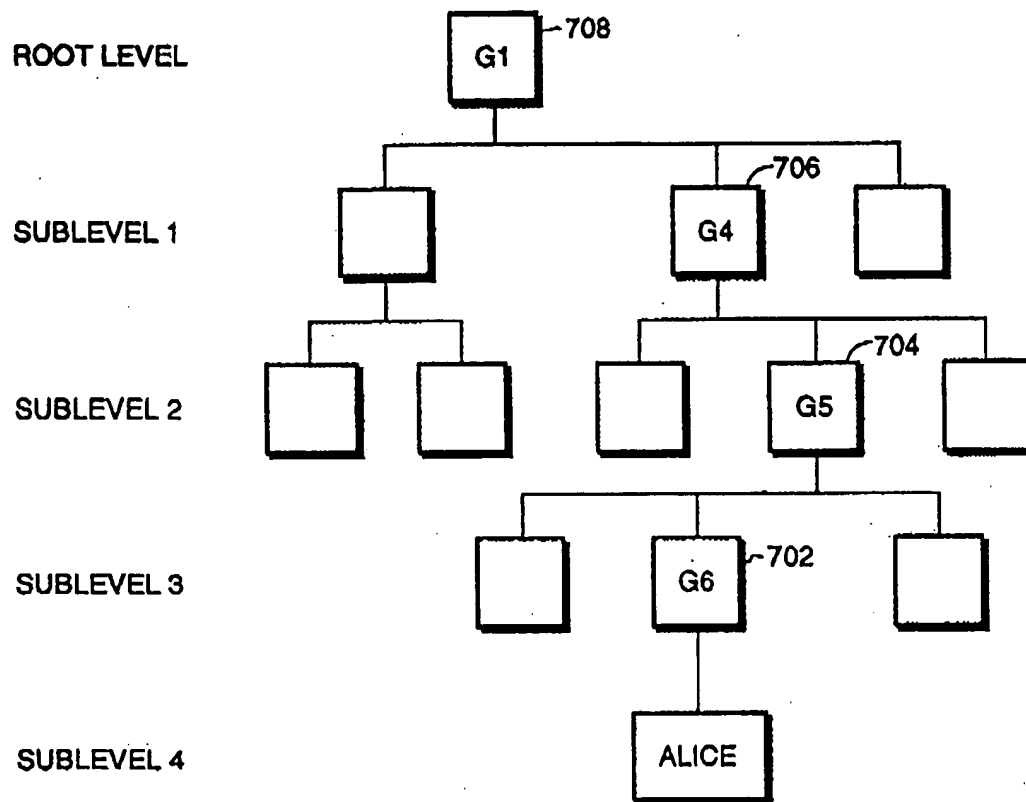 ROOT LEVEL
G1
708
SUBLEVEL 1
G4
706
SUBLEVEL 2
G5
704
SUBLEVEL 3
G6
702
SUBLEVEL 4
ALICE